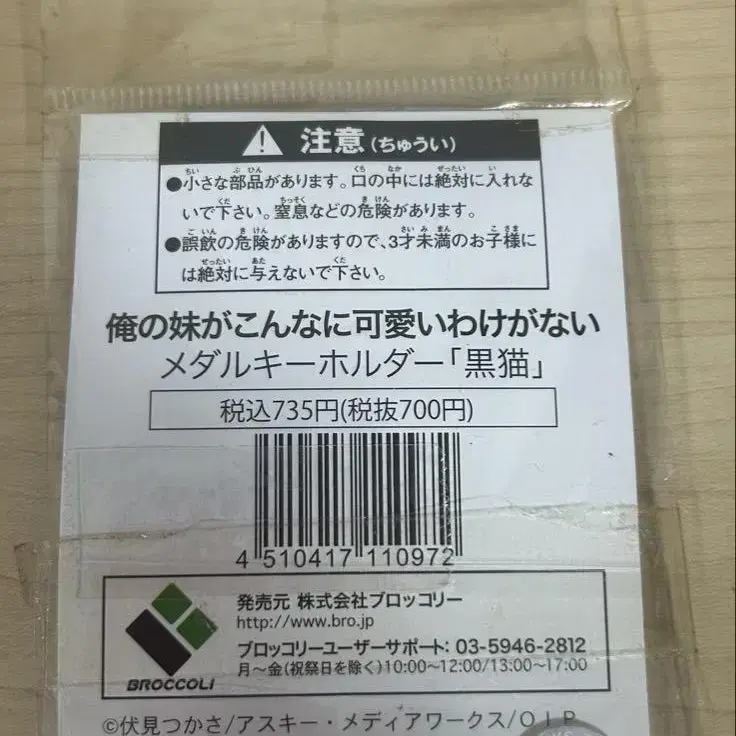 注意(ちゅうい)
●小さな部品があります。口の中には絶対に入れな
いで下さい。窒息などの危険があります。
●誤飲の危険がありますので、3才未満のお子様に
は絶対に与えないで下さい。
俺の妹がこんなに可愛いわけがない
メダルキーホルダー「黒猫」
税込735円(税抜700円)
4 510417 110972
発売元 株式会社ブロッコリー
http://www.bro.jp
ブロッコリーユーザーサポート: 03-5946-2812
月〜金(祝祭日を除く)10:00〜12:00/13:00〜17:00
BROCCOLI
©伏見つかさ/アスキー・メディアワークス/OIP